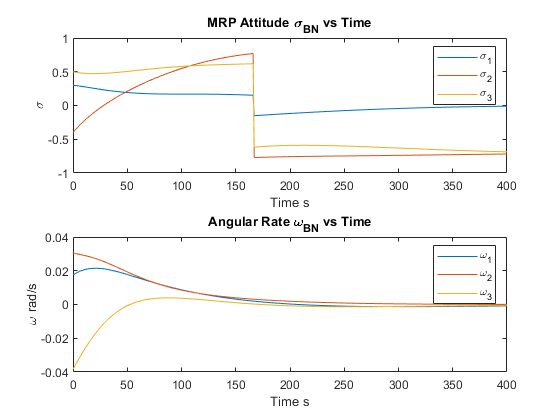 MRP Attitude σBN vs Time
1
0.5
0
-0.5
-1
σ
σ1
σ2
σ3
0 50 100 150 200 250 300 350 400
Time s
Angular Rate ωBN vs Time
0.04
0.02
0
-0.02
-0.04
ω rad/s
ω1
ω2
ω3
0 50 100 150 200 250 300 350 400
Time s